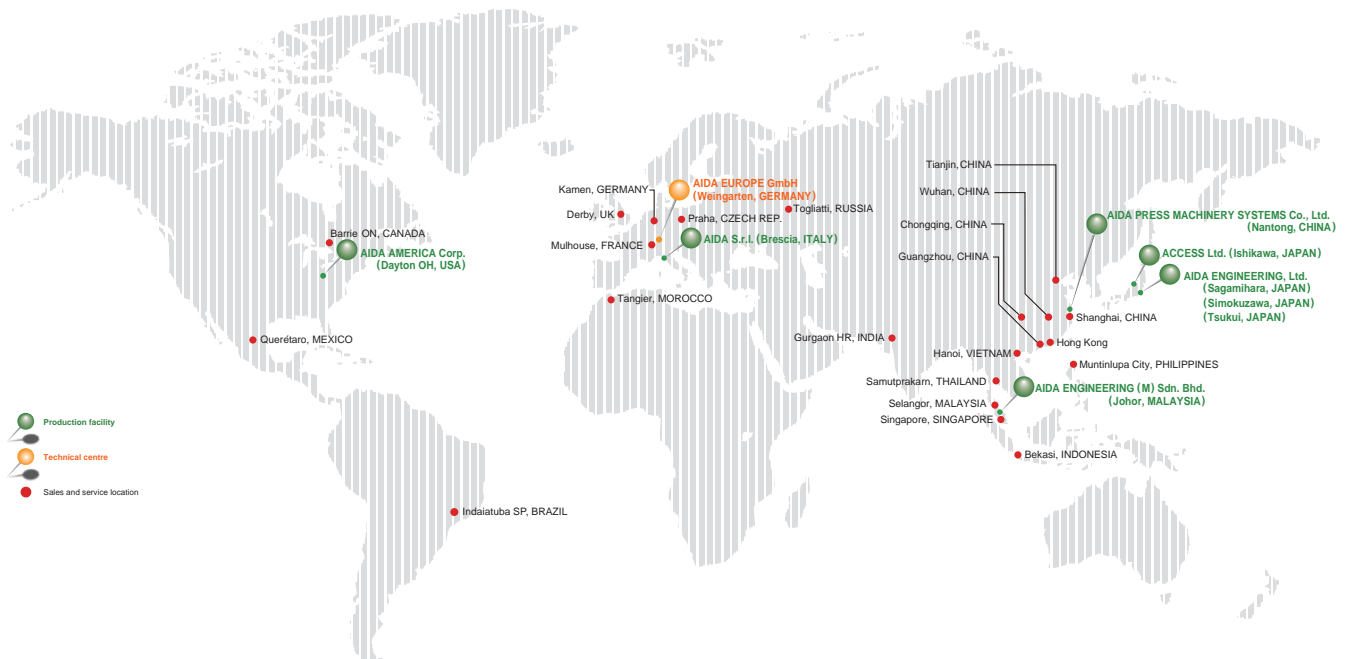 Tianjin, CHINA
Kamen, GERMANY
AIDA EUROPE GmbH
(Weingarten, GERMANY)
Wuhan, CHINA
Derby, UK
Togliatti, RUSSIA
Praha, CZECH REP.
AIDA PRESS MACHINERY SYSTEMS Co., Ltd.
(Nantong, CHINA)
Chongqing, CHINA
Barrie ON, CANADA
AIDA AMERICA Corp.
(Dayton OH, USA)
Mulhouse, FRANCE
AIDA S.r.l. (Brescia, ITALY)
Guangzhou, CHINA
ACCESS Ltd. (Ishikawa, JAPAN)
AIDA ENGINEERING, Ltd.
(Sagamihara, JAPAN)
(Simokuzawa, JAPAN)
(Tsukui, JAPAN)
Tangier, MOROCCO
Shanghai, CHINA
Querétaro, MEXICO
Gurgaon HR, INDIA
Hong Kong
Hanoi, VIETNAM
Muntinlupa City, PHILIPPINES
Samutprakarn, THAILAND
AIDA ENGINEERING (M) Sdn. Bhd.
(Johor, MALAYSIA)
Selangor, MALAYSIA
Singapore, SINGAPORE
Bekasi, INDONESIA
Indaiatuba SP, BRAZIL
Production facility
Technical centre
Sales and service location